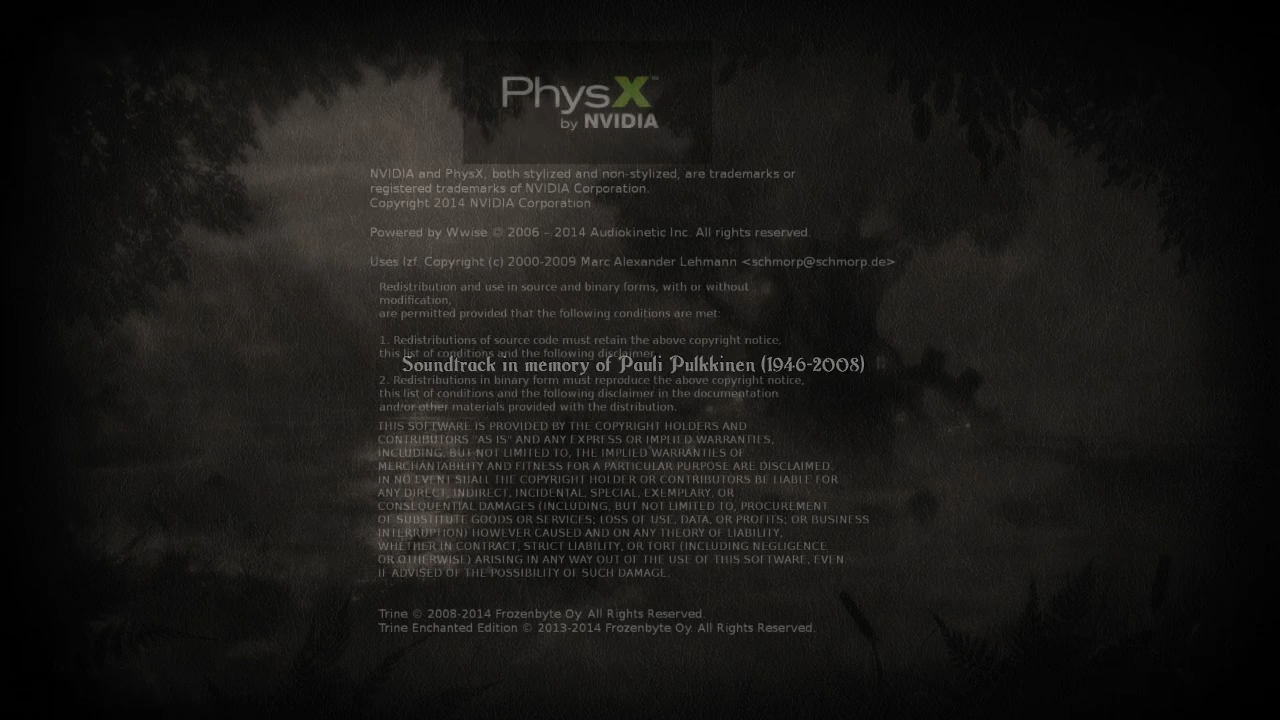 PhysX™
by NVIDIA
NVIDIA and PhysX, both stylized and non-stylized, are trademarks or
registered trademarks of NVIDIA Corporation.
Copyright 2014 NVIDIA Corporation
Powered by Wwise © 2006 - 2014 Audiokinetic Inc. All rights reserved.
Uses lzf. Copyright (c) 2000-2009 Marc Alexander Lehmann <schmorp@schmorp.de>
Redistribution and use in source and binary forms, with or without
modification,
are permitted provided that the following conditions are met:
1. Redistributions of source code must retain the above copyright notice,
this list of conditions and the following disclaimer.
Soundtrack in memory of Pauli Pulkkinen (1946-2008)
2. Redistributions in binary form must reproduce the above copyright notice,
this list of conditions and the following disclaimer in the documentation
and/or other materials provided with the distribution.
THIS SOFTWARE IS PROVIDED BY THE COPYRIGHT HOLDERS AND
CONTRIBUTORS "AS IS" AND ANY EXPRESS OR IMPLIED WARRANTIES,
INCLUDING, BUT NOT LIMITED TO, THE IMPLIED WARRANTIES OF
MERCHANTABILITY AND FITNESS FOR A PARTICULAR PURPOSE ARE DISCLAIMED.
IN NO EVENT SHALL THE COPYRIGHT HOLDER OR CONTRIBUTORS BE LIABLE FOR
ANY DIRECT, INDIRECT, INCIDENTAL, SPECIAL, EXEMPLARY, OR
CONSEQUENTIAL DAMAGES (INCLUDING, BUT NOT LIMITED TO, PROCUREMENT
OF SUBSTITUTE GOODS OR SERVICES; LOSS OF USE, DATA, OR PROFITS; OR BUSINESS
INTERRUPTION) HOWEVER CAUSED AND ON ANY THEORY OF LIABILITY,
WHETHER IN CONTRACT, STRICT LIABILITY, OR TORT (INCLUDING NEGLIGENCE
OR OTHERWISE) ARISING IN ANY WAY OUT OF THE USE OF THIS SOFTWARE, EVEN
IF ADVISED OF THE POSSIBILITY OF SUCH DAMAGE.
Trine © 2008-2014 Frozenbyte Oy. All Rights Reserved.
Trine Enchanted Edition © 2013-2014 Frozenbyte Oy. All Rights Reserved.